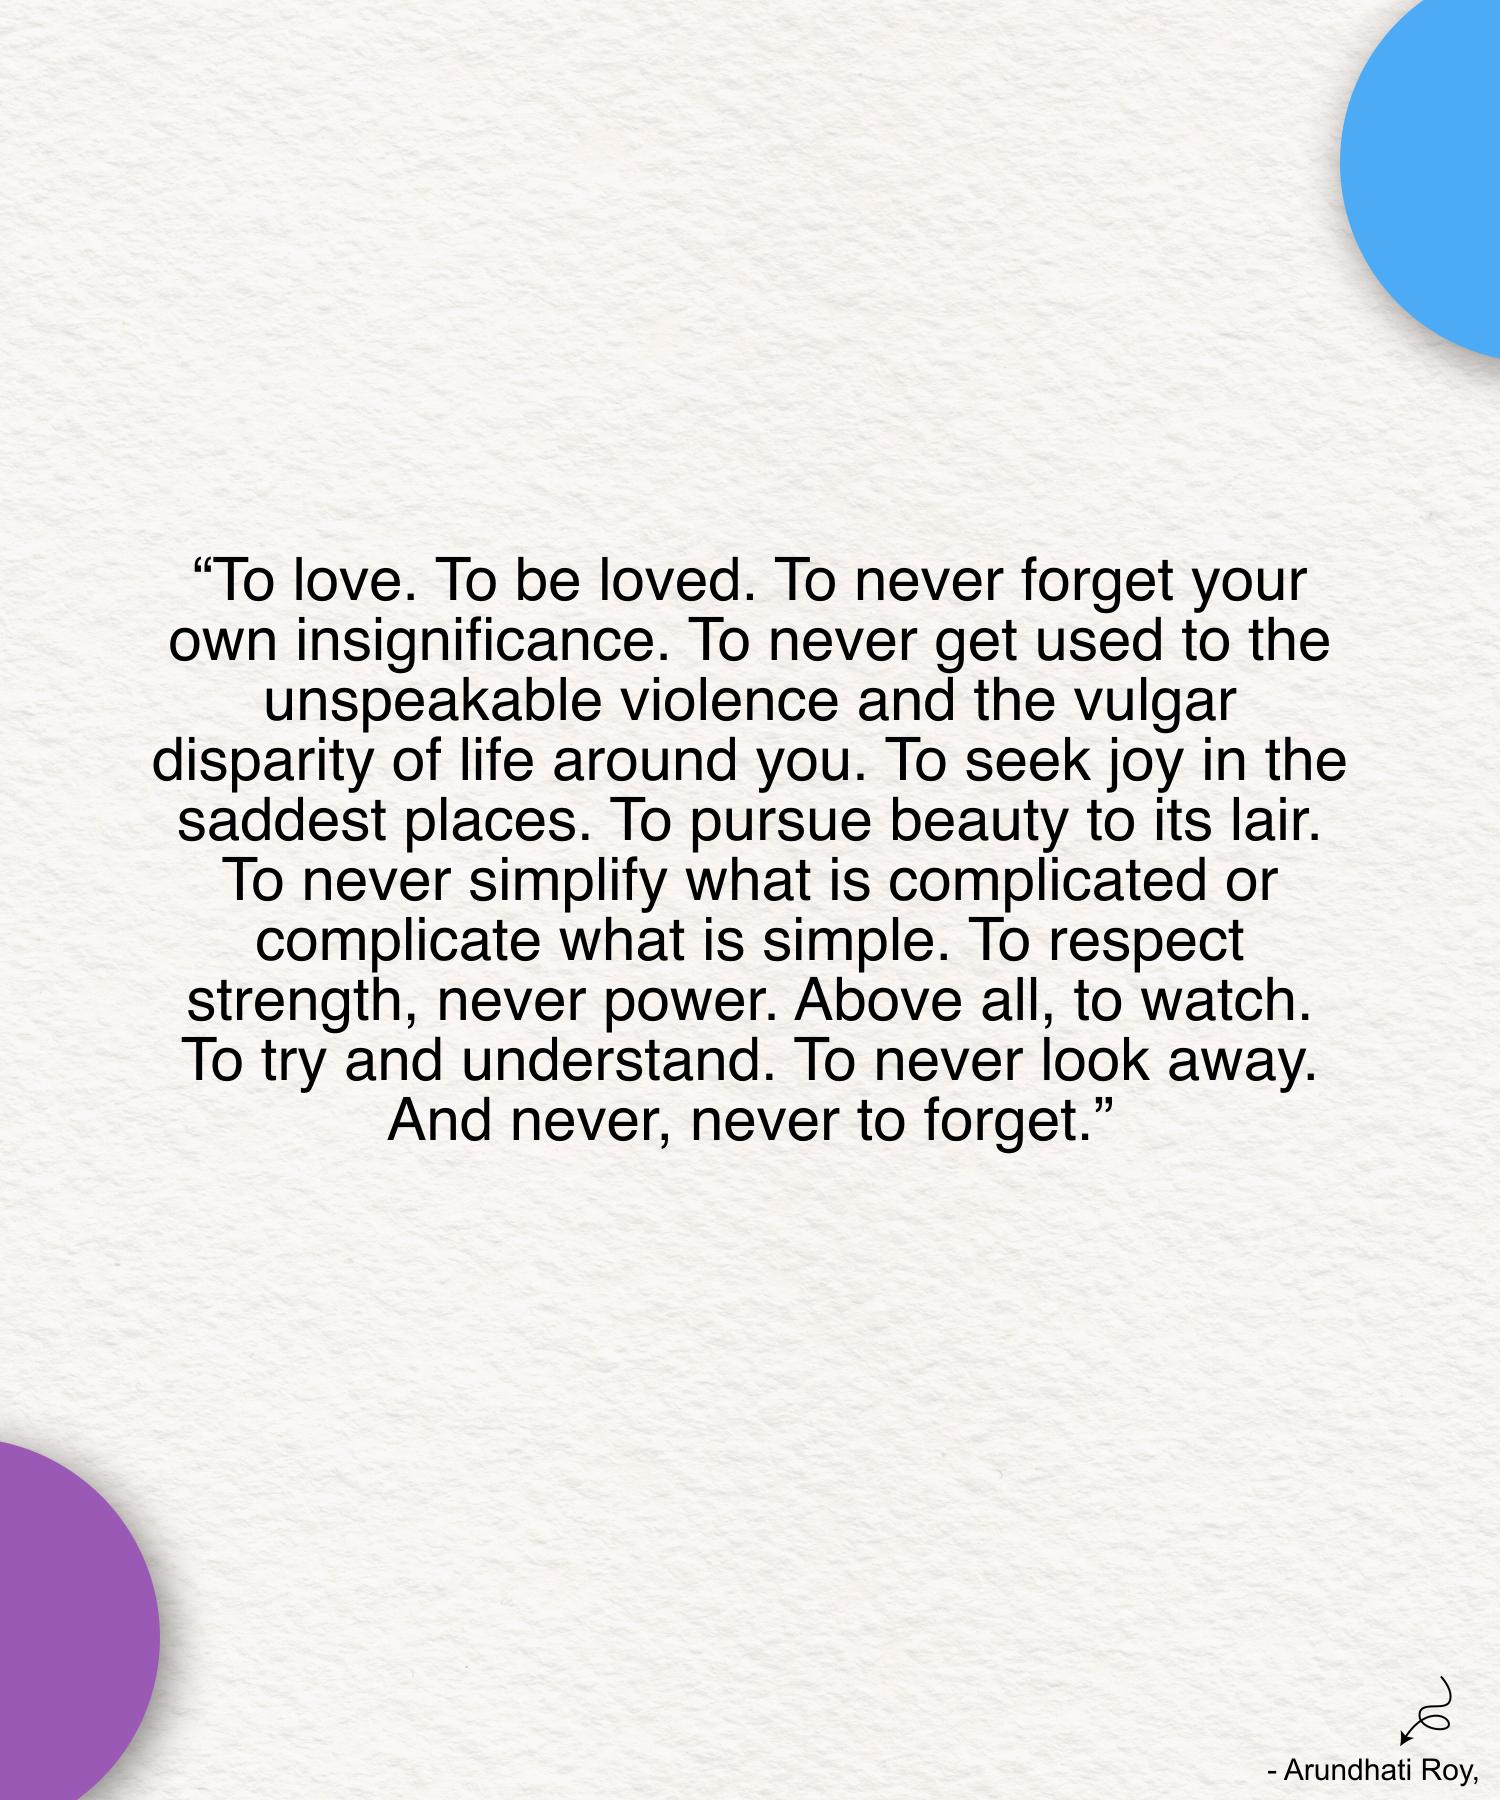 “To love. To be loved. To never forget your
own insignificance. To never get used to the
unspeakable violence and the vulgar
disparity of life around you. To seek joy in the
saddest places. To pursue beauty to its lair.
To never simplify what is complicated or
complicate what is simple. To respect
strength, never power. Above all, to watch.
To try and understand. To never look away.
And never, never to forget.”
- Arundhati Roy,